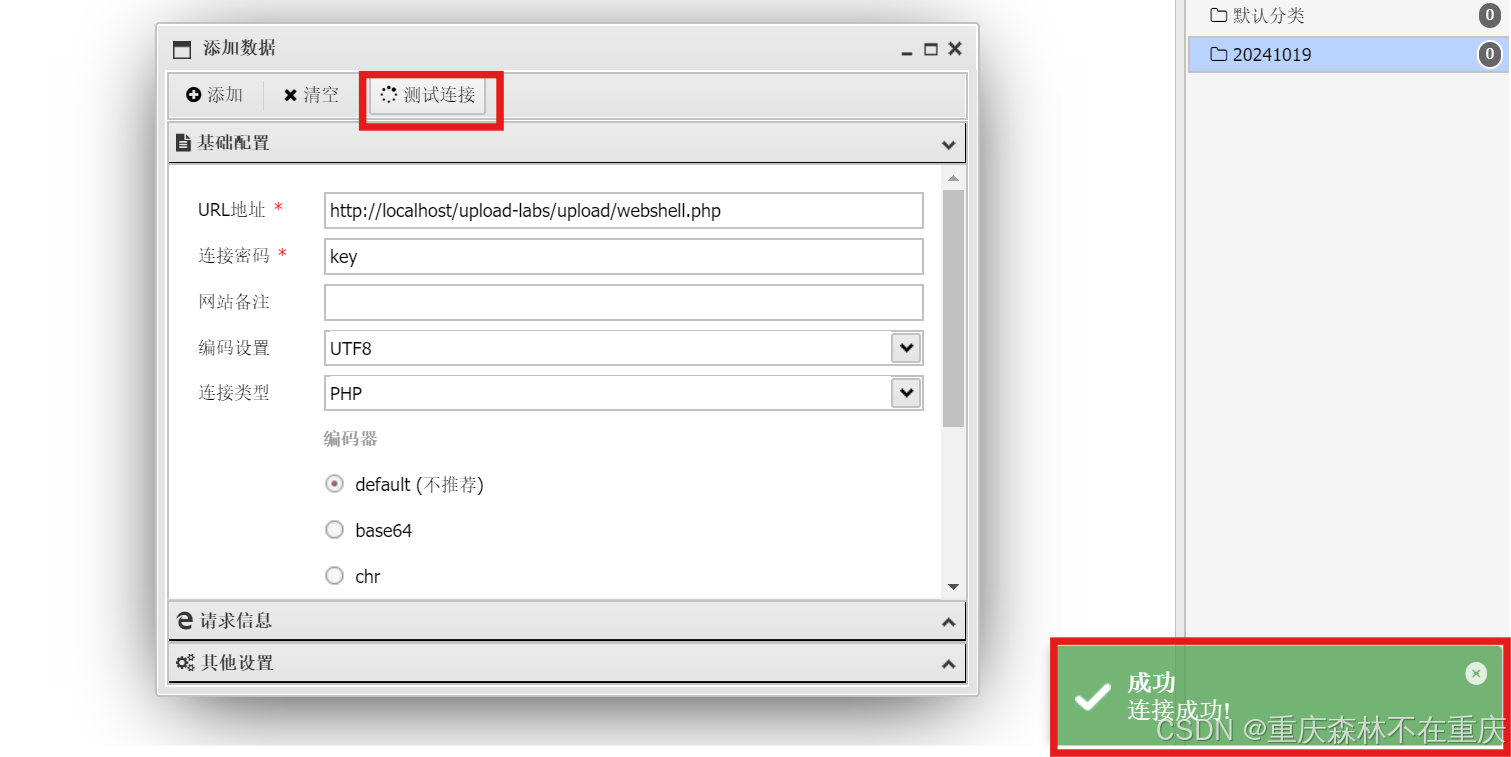 默认分类 0
20241019 0
添加数据
添加 清空 测试连接
基础配置
URL地址 * http://localhost/upload-labs/upload/webshell.php
连接密码 * key
网站备注
编码设置 UTF8
连接类型 PHP
编码器
default (不推荐)
base64
chr
请求信息
其他设置
成功
连接成功!
CSDN @重庆森林不在重庆